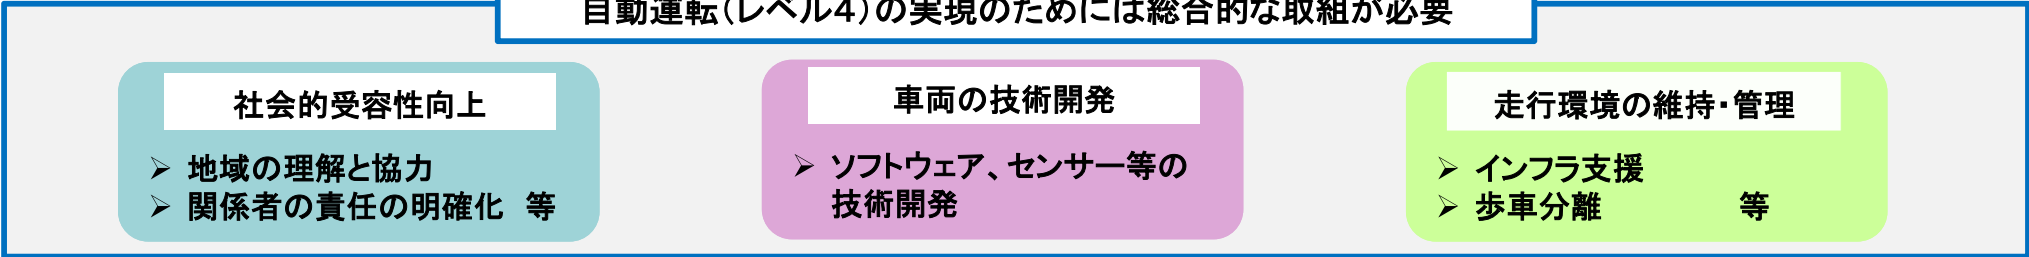 自動運転(レベル4)の実現のためには総合的な取組が必要
社会的受容性向上
➢ 地域の理解と協力
➢ 関係者の責任の明確化　等
車両の技術開発
➢ ソフトウェア、センサー等の
技術開発
走行環境の維持・管理
➢ インフラ支援
➢ 歩車分離　等